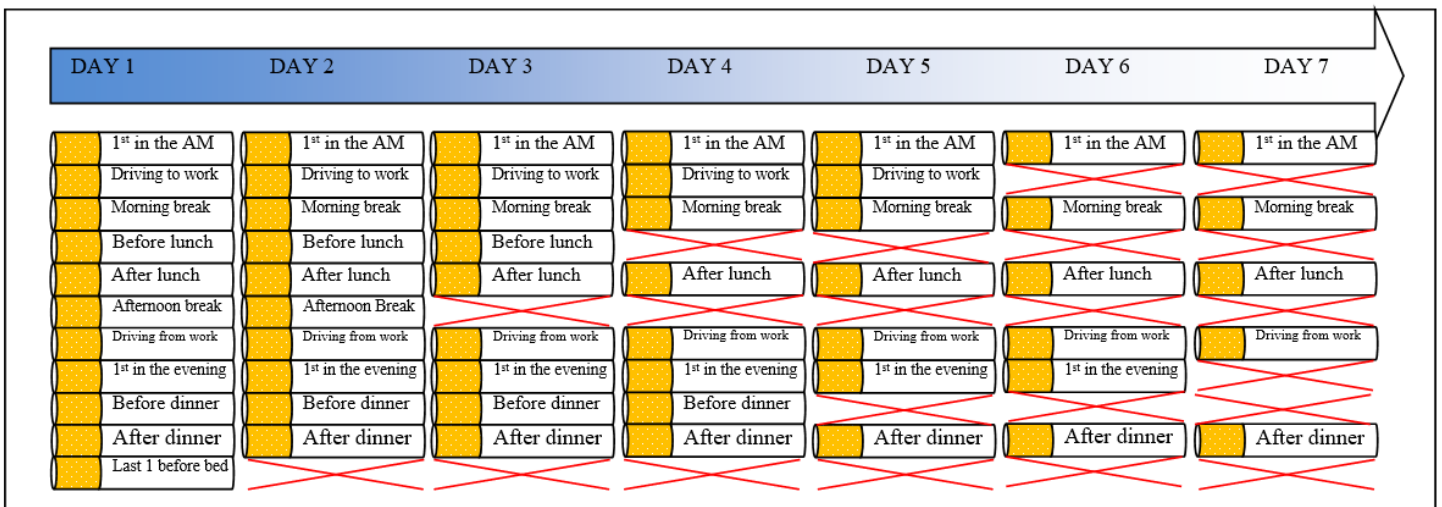 DAY 1 DAY 2 DAY 3 DAY 4 DAY 5 DAY 6 DAY 7
1st in the AM 1st in the AM 1st in the AM 1st in the AM 1st in the AM 1st in the AM 1st in the AM
Driving to work Driving to work Driving to work Driving to work Driving to work
Morning break Morning break Morning break Morning break Morning break Morning break Morning break
Before lunch Before lunch Before lunch
After lunch After lunch After lunch After lunch After lunch After lunch After lunch
Afternoon break Afternoon Break
Driving from work Driving from work Driving from work Driving from work Driving from work Driving from work Driving from work
1st in the evening 1st in the evening 1st in the evening 1st in the evening 1st in the evening 1st in the evening
Before dinner Before dinner Before dinner Before dinner
After dinner After dinner After dinner After dinner After dinner After dinner After dinner
Last 1 before bed